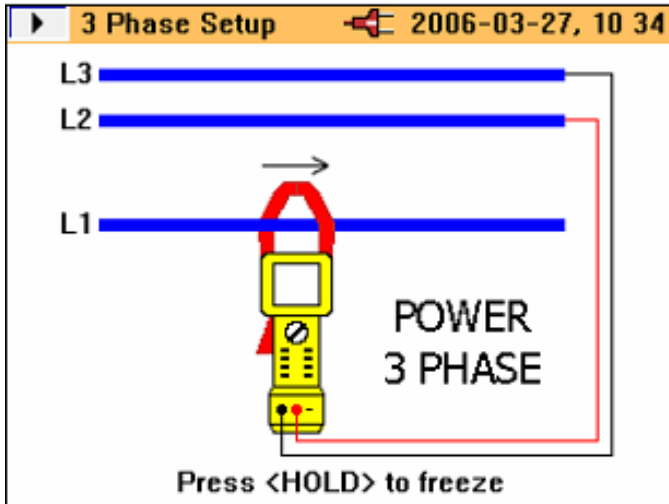 3 Phase Setup 2006-03-27, 10 34
L3
L2
L1
POWER
3 PHASE
Press <HOLD> to freeze